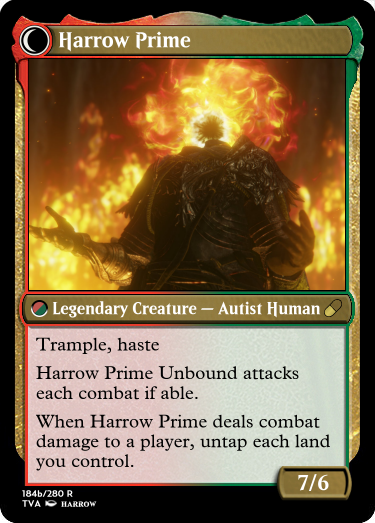 Harrow Prime
Legendary Creature — Autist Human
Trample, haste
Harrow Prime Unbound attacks
each combat if able.
When Harrow Prime deals combat
damage to a player, untap each land
you control.
7/6
184b/280 R
TVA HARROW